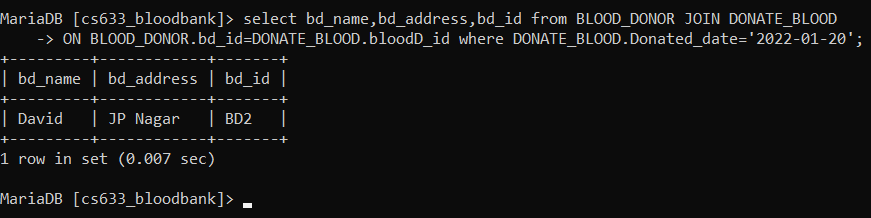 MariaDB [cs633_bloodbank]> select bd_name,bd_address,bd_id from BLOOD_DONOR JOIN DONATE_BLOOD
    -> ON BLOOD_DONOR.bd_id=DONATE_BLOOD.bloodD_id where DONATE_BLOOD.Donated_date='2022-01-20';
+---------+------------+-------+
| bd_name | bd_address | bd_id |
+---------+------------+-------+
| David   | JP Nagar   | BD2   |
+---------+------------+-------+
1 row in set (0.007 sec)

MariaDB [cs633_bloodbank]> _